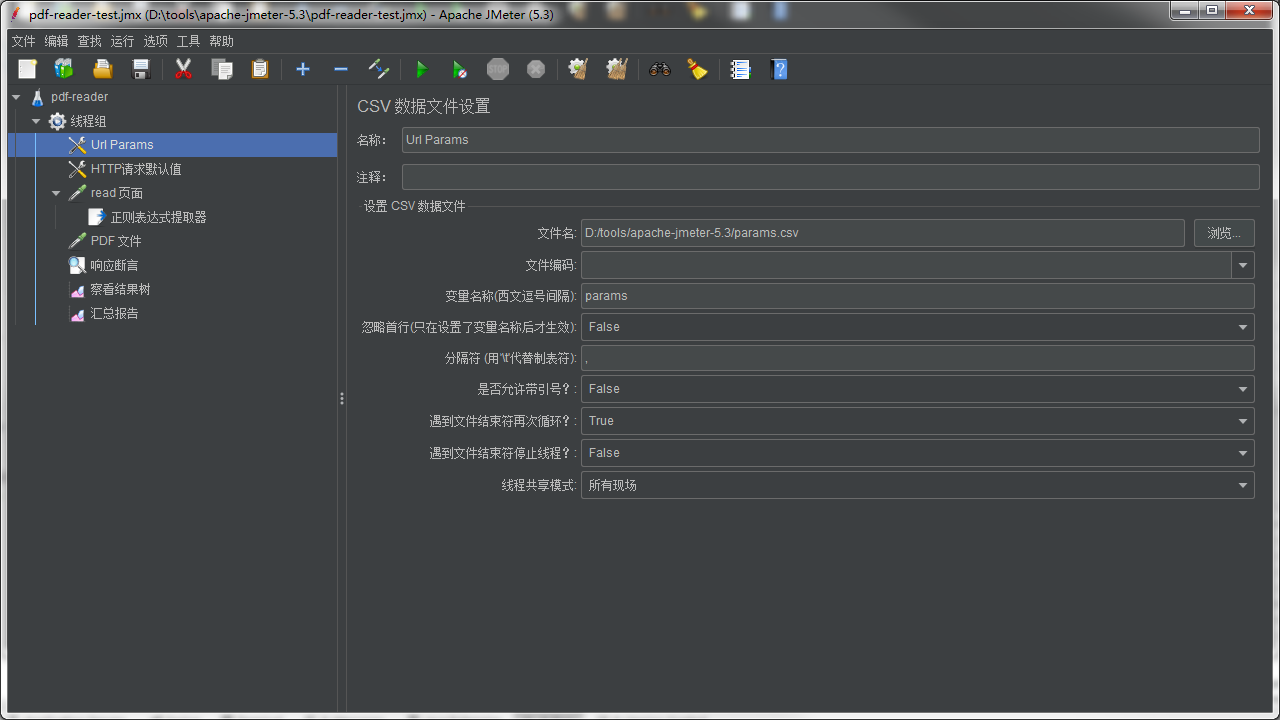 pdf-reader-test.jmx (D:\tools\apache-jmeter-5.3\pdf-reader-test.jmx) - Apache JMeter (5.3)
文件 编辑 查找 运行 选项 工具 帮助
STOP
pdf-reader
线程组
Url Params
HTTP请求默认值
read 页面
正则表达式提取器
PDF 文件
响应断言
察看结果树
汇总报告
CSV 数据文件设置
名称： Url Params
注释：
设置 CSV 数据文件
文件名: D:/tools/apache-jmeter-5.3/params.csv 浏览...
文件编码:
变量名称(西文逗号间隔): params
忽略首行(只在设置了变量名称后才生效): False
分隔符 (用'\t'代替制表符): ,
是否允许带引号？: False
遇到文件结束符再次循环？: True
遇到文件结束符停止线程？: False
线程共享模式: 所有现场